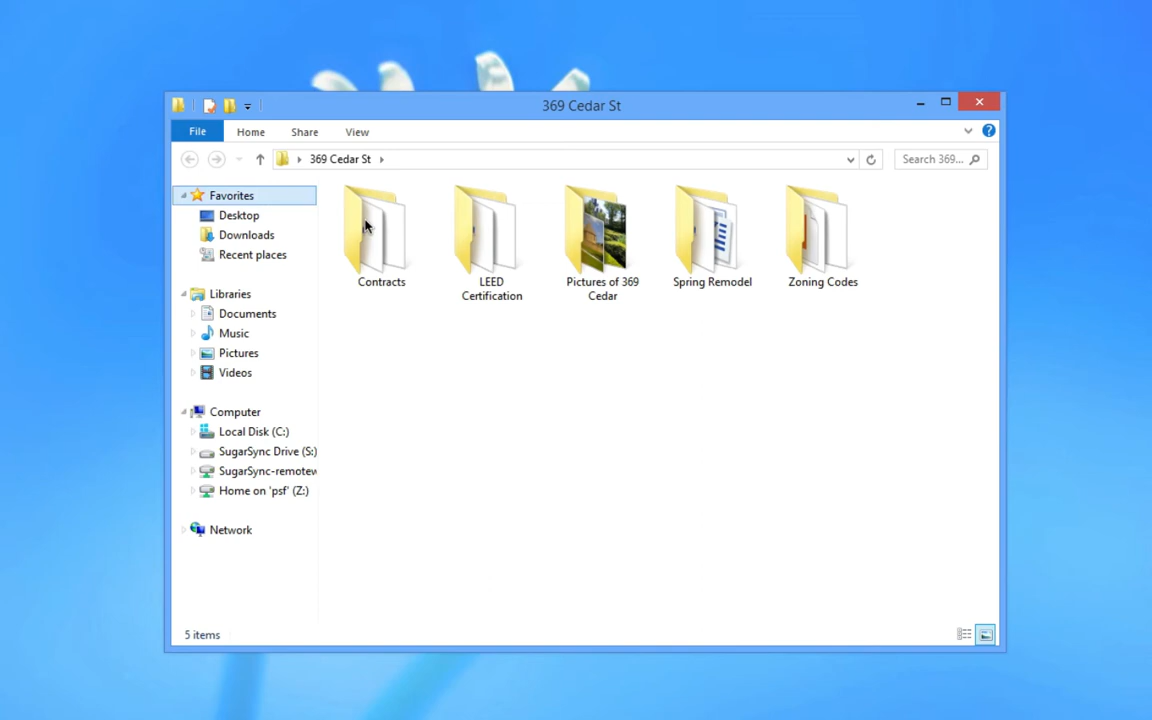 369 Cedar St
File Home Share View
369 Cedar St Search 369...
Favorites
Desktop
Downloads
Recent places
Libraries
Documents
Music
Pictures
Videos
Computer
Local Disk (C:)
SugarSync Drive (S:)
SugarSync-remotew
Home on 'psf' (Z:)
Network
Contracts
LEED
Certification
Pictures of 369
Cedar
Spring Remodel
Zoning Codes
5 items